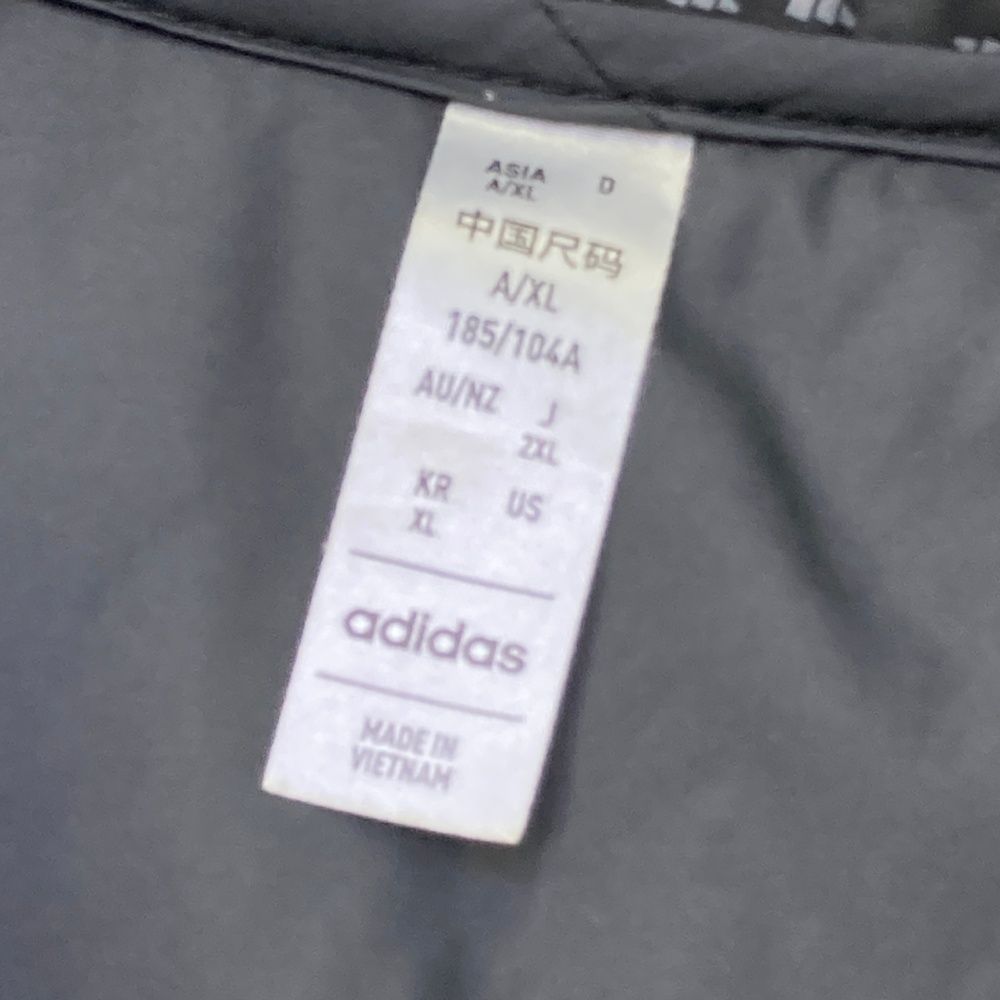 ASIA D
A/XL
中国尺码
A/XL
185/104A
AU/NZ J
2XL
KR US
XL
adidas
MADE IN
VIETNAM